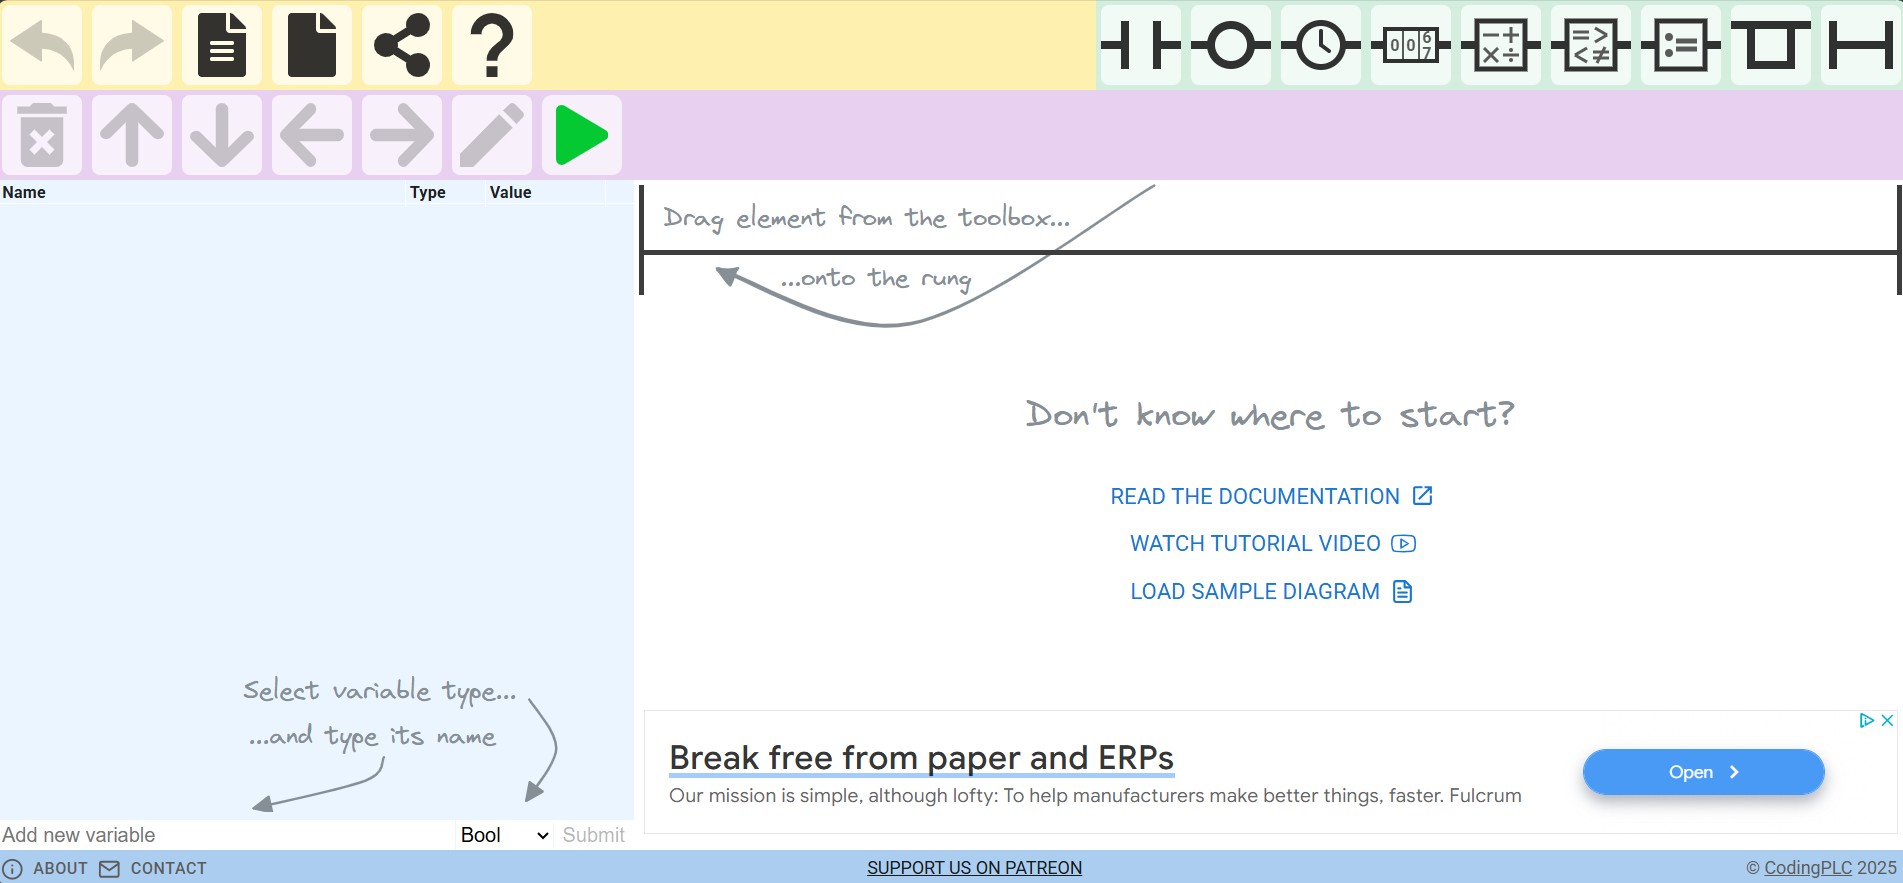 Name Type Value
Drag element from the toolbox...
...onto the rung
Don't know where to start?
READ THE DOCUMENTATION
WATCH TUTORIAL VIDEO
LOAD SAMPLE DIAGRAM
Select variable type...
...and type its name
Break free from paper and ERPs
Our mission is simple, although lofty: To help manufacturers make better things, faster. Fulcrum
Open
Add new variable Bool Submit
ABOUT CONTACT SUPPORT US ON PATREON © CodingPLC 2025